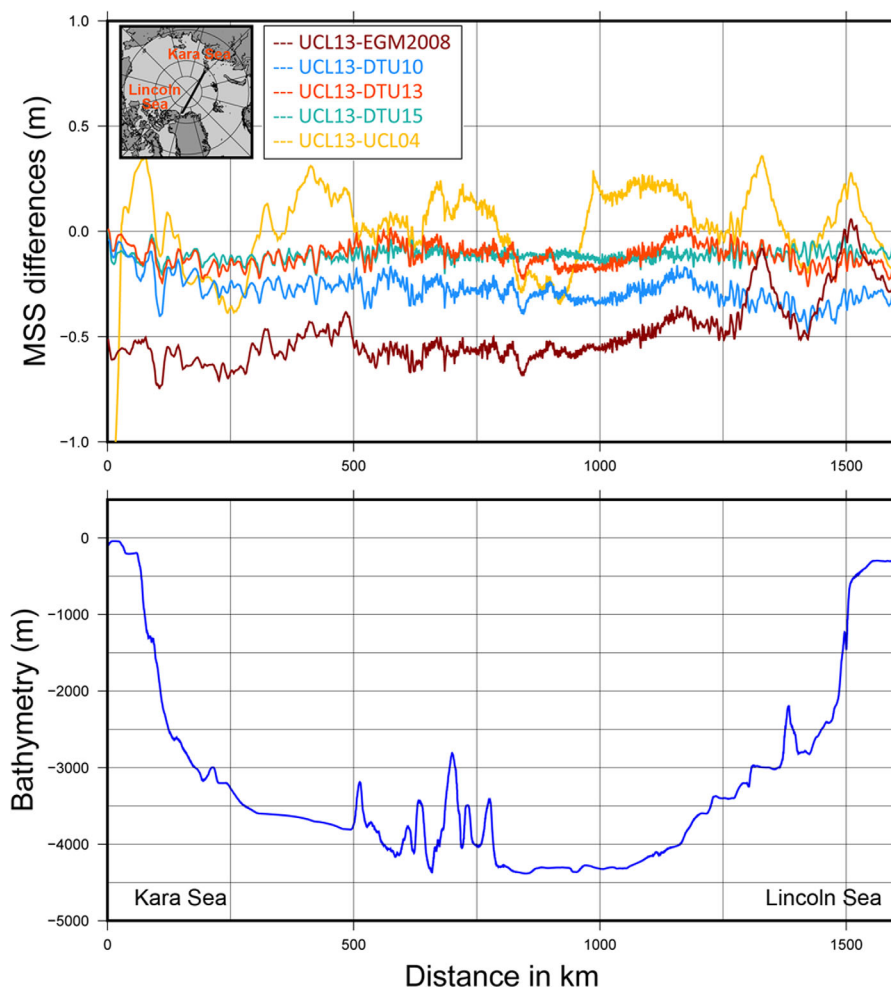 1.0
0.5
0.0
−0.5
−1.0
MSS differences (m)
Kara Sea
Lincoln
Sea
--- UCL13-EGM2008
--- UCL13-DTU10
--- UCL13-DTU13
--- UCL13-DTU15
--- UCL13-UCL04
0 500 1000 1500
0
−1000
−2000
−3000
−4000
−5000
Bathymetry (m)
Kara Sea Lincoln Sea
0 500 1000 1500
Distance in km